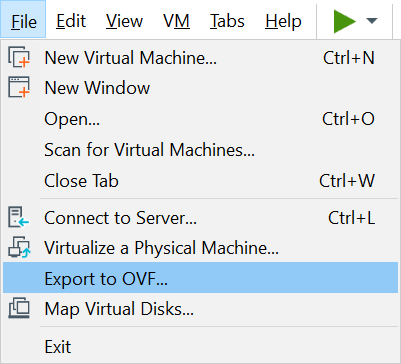 File Edit View VM Tabs Help
New Virtual Machine... Ctrl+N
New Window
Open... Ctrl+O
Scan for Virtual Machines...
Close Tab Ctrl+W
Connect to Server... Ctrl+L
Virtualize a Physical Machine...
Export to OVF...
Map Virtual Disks...
Exit